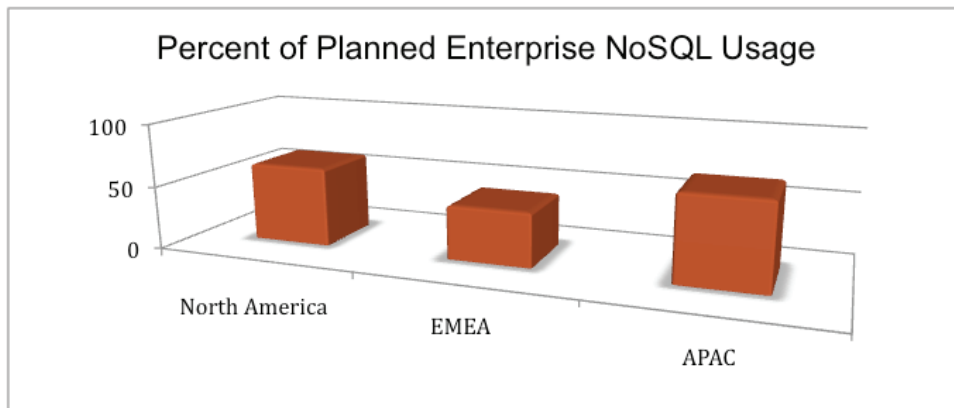 Percent of Planned Enterprise NoSQL Usage
100
50
0
North America
EMEA
APAC